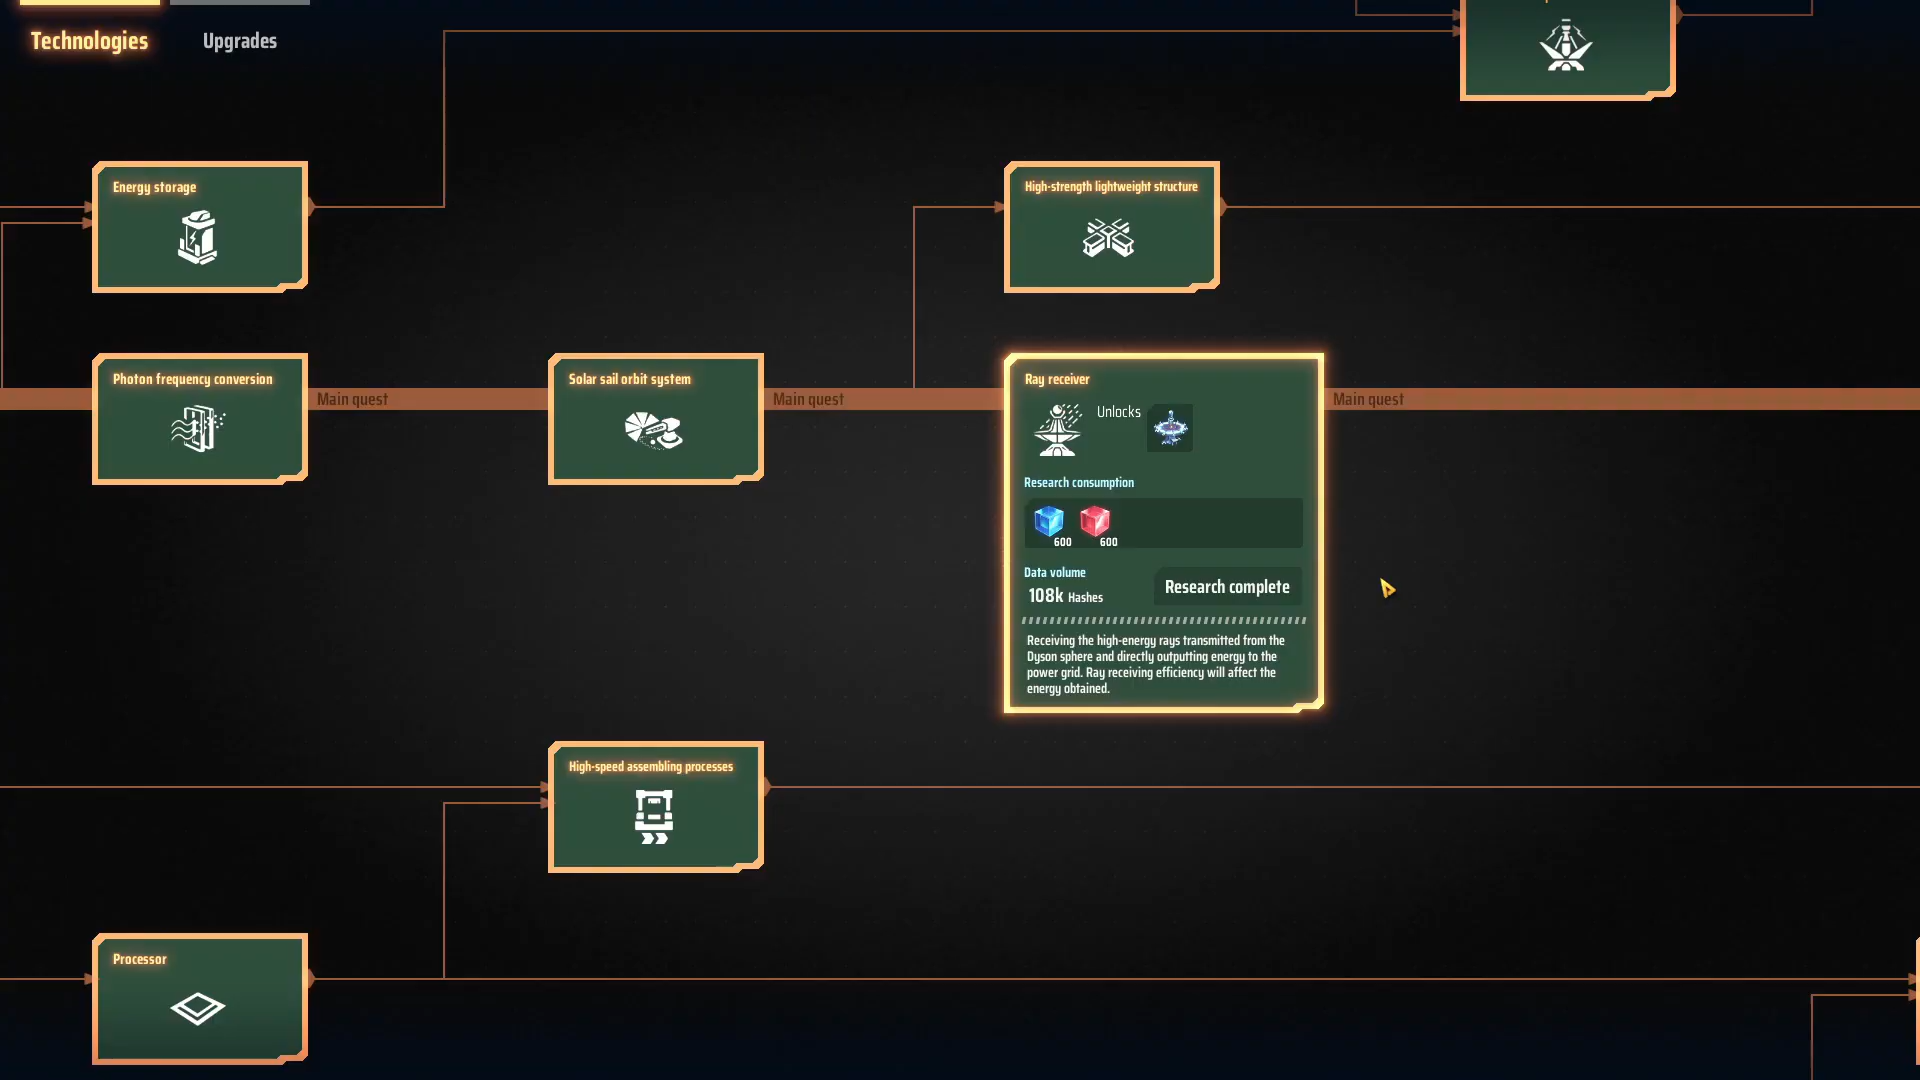 Technologies
Upgrades
Energy storage
High-strength lightweight structure
Photon frequency conversion
Main quest
Solar sail orbit system
Main quest
Ray receiver
Main quest
Unlocks
Research consumption
600
600
Data volume
108k Hashes
Research complete
Receiving the high-energy rays transmitted from the
Dyson sphere and directly outputting energy to the
power grid. Ray receiving efficiency will affect the
energy obtained.
High-speed assembling processes
Processor